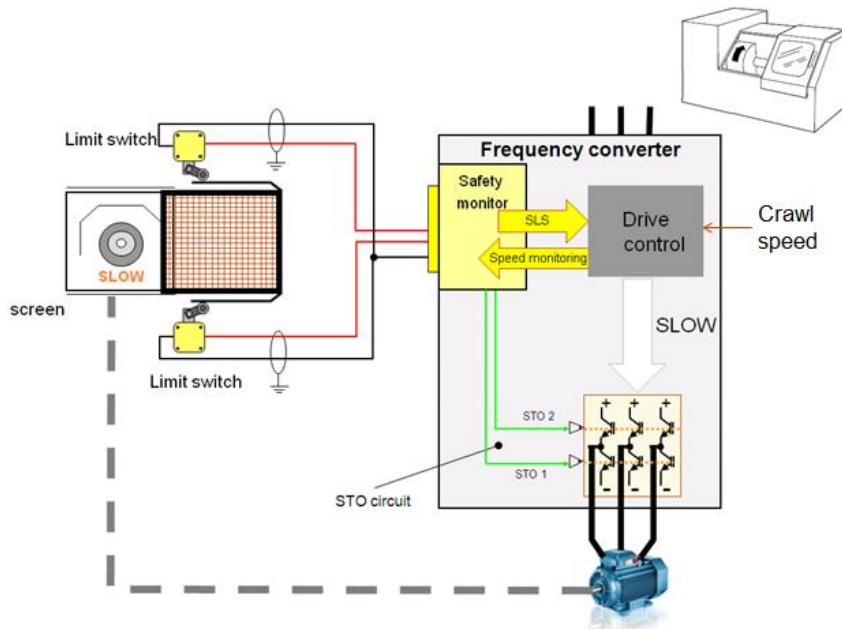 Limit switch
Frequency converter
Safety
monitor
SLS
Drive
control
Crawl
speed
Speed monitoring
SLOW
screen
SLOW
Limit switch
STO 2
STO 1
STO circuit
+ + +
- - -